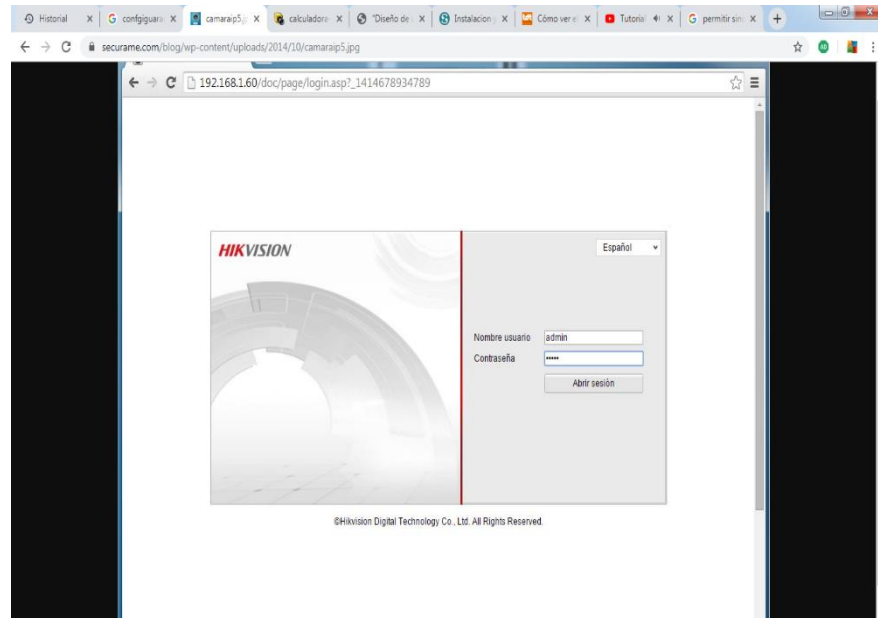 Historial
confgiguara
camaraip5.j
calculadora
"Diseño de l
Instalacion
Cómo ver e
Tutorial
permitir sin
securame.com/blog/wp-content/uploads/2014/10/camaraip5.jpg
192.168.1.60/doc/page/login.asp?_1414678934789
HIKVISION
Español
Nombre usuario admin
Contraseña •••••
Abrir sesión
©Hikvision Digital Technology Co., Ltd. All Rights Reserved.